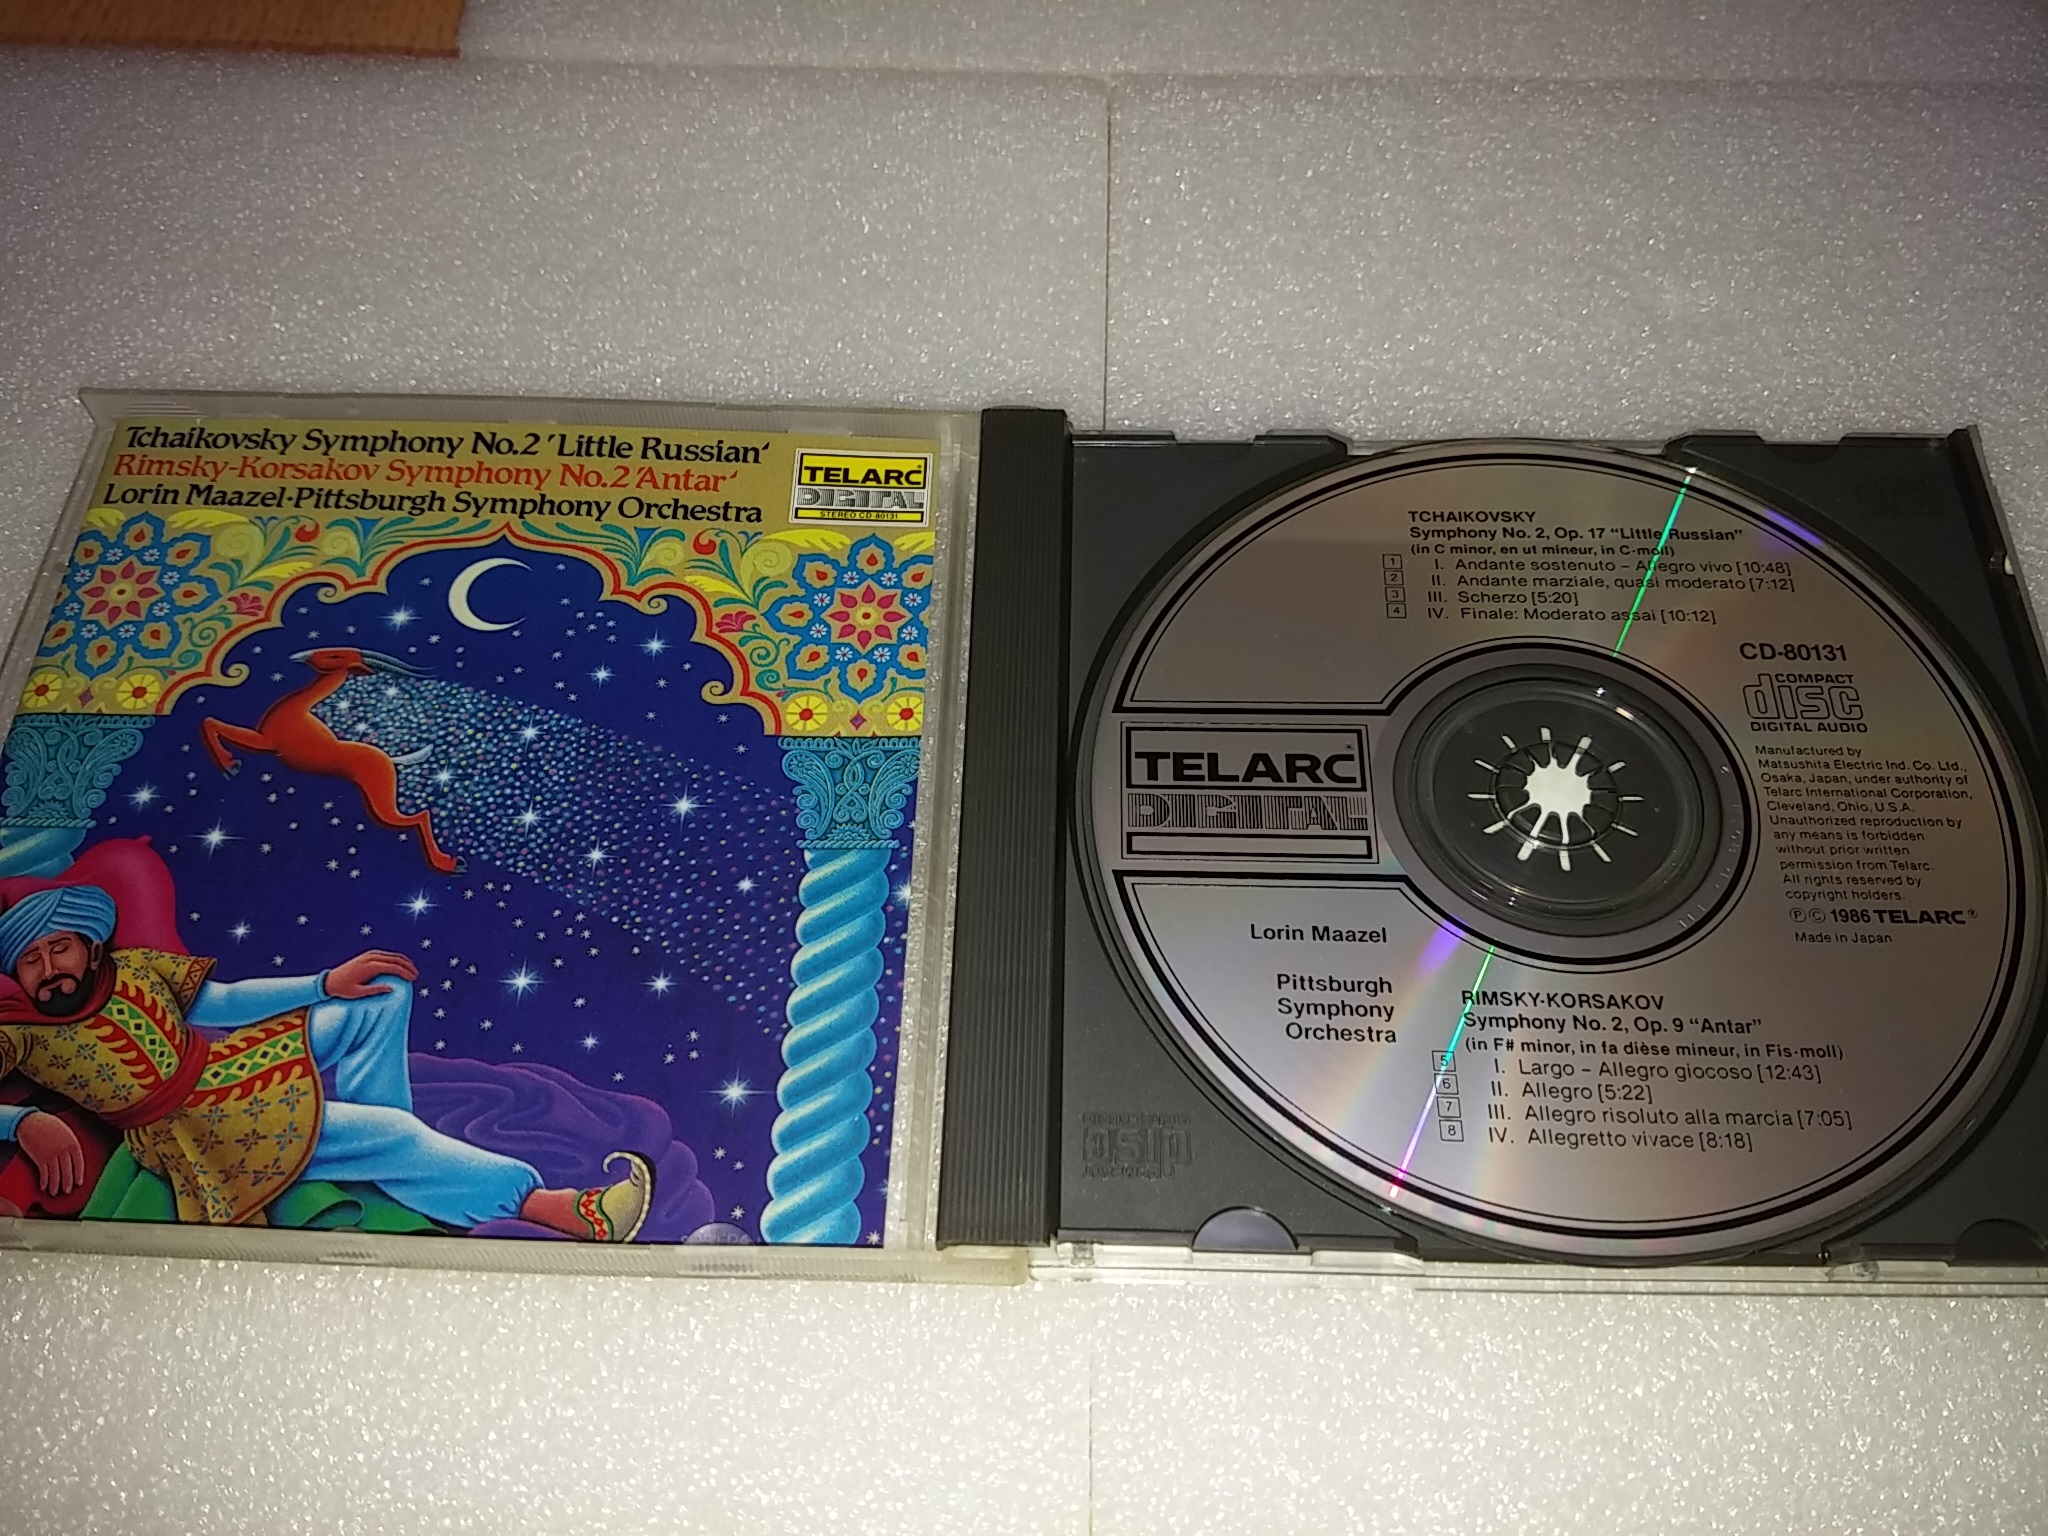 Tchaikovsky Symphony No.2 'Little Russian'
Rimsky-Korsakov Symphony No.2 'Antar'
Lorin Maazel·Pittsburgh Symphony Orchestra
TELARC
DIGITAL
STEREO CD-80131
TCHAIKOVSKY
Symphony No. 2, Op. 17 "Little Russian"
(in C minor, en ut mineur, in C-moll)
1 I. Andante sostenuto – Allegro vivo [10:48]
2 II. Andante marziale, quasi moderato [7:12]
3 III. Scherzo [5:20]
4 IV. Finale: Moderato assai [10:12]
CD-80131
COMPACT
disc
DIGITAL AUDIO
TELARC®
DIGITAL
Manufactured by
Matsushita Electric Ind. Co. Ltd.,
Osaka, Japan, under authority of
Telarc International Corporation,
Cleveland, Ohio, U.S.A.
Unauthorized reproduction by
any means is forbidden
without prior written
permission from Telarc.
All rights reserved by
copyright holders.
Ⓟ © 1986 TELARC®
Made in Japan
Lorin Maazel
Pittsburgh
Symphony
Orchestra
RIMSKY-KORSAKOV
Symphony No. 2, Op. 9 "Antar"
(in F# minor, in fa dièse mineur, in Fis-moll)
5 I. Largo – Allegro giocoso [12:43]
6 II. Allegro [5:22]
7 III. Allegro risoluto alla marcia [7:05]
8 IV. Allegretto vivace [8:18]